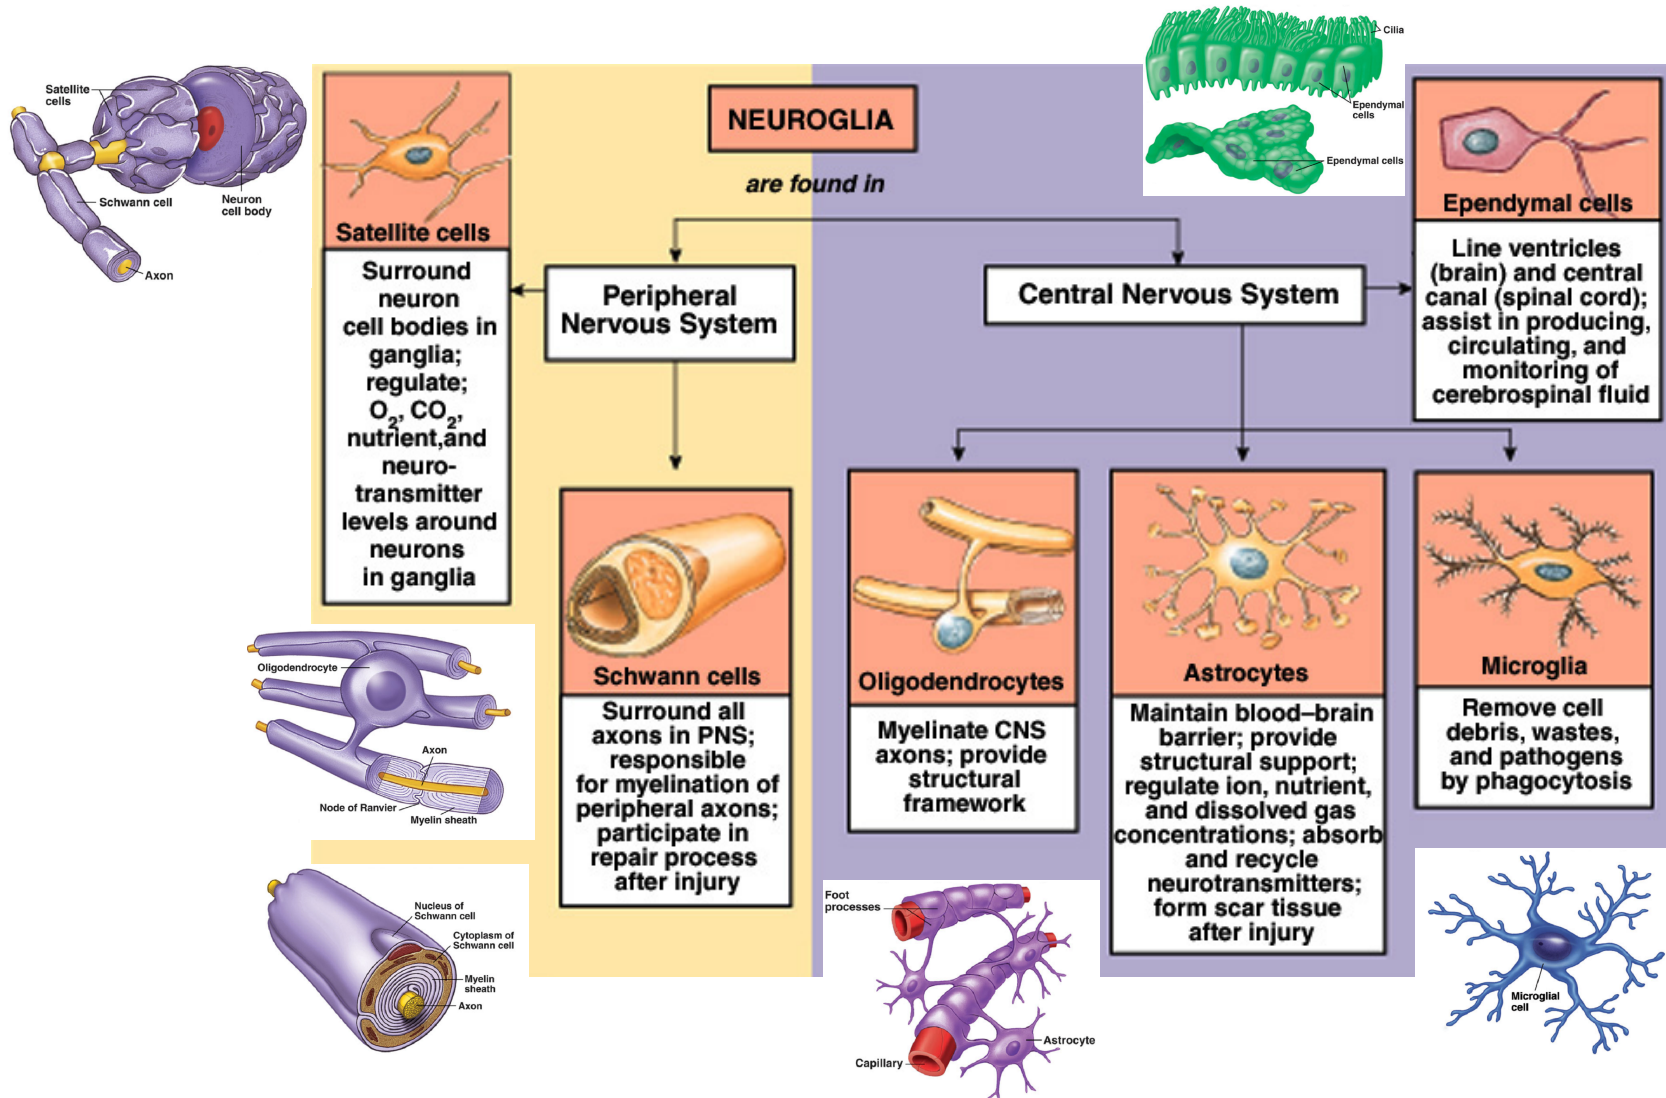 NEUROGLIA
are found in
Peripheral
Nervous System
Central Nervous System
Satellite
cells
Schwann cell
Neuron
cell body
Axon
Satellite cells
Surround
neuron
cell bodies in
ganglia;
regulate;
O2, CO2,
nutrient,and
neuro-
transmitter
levels around
neurons
in ganglia
Cilia
Ependymal
cells
Ependymal cells
Ependymal cells
Line ventricles
(brain) and central
canal (spinal cord);
assist in producing,
circulating, and
monitoring of
cerebrospinal fluid
Schwann cells
Surround all
axons in PNS;
responsible
for myelination of
peripheral axons;
participate in
repair process
after injury
Oligodendrocytes
Myelinate CNS
axons; provide
structural
framework
Astrocytes
Maintain blood–brain
barrier; provide
structural support;
regulate ion, nutrient,
and dissolved gas
concentrations; absorb
and recycle
neurotransmitters;
form scar tissue
after injury
Microglia
Remove cell
debris, wastes,
and pathogens
by phagocytosis
Oligodendrocyte
Axon
Node of Ranvier
Myelin sheath
Nucleus of
Schwann cell
Cytoplasm of
Schwann cell
Myelin
sheath
Axon
Foot
processes
Astrocyte
Capillary
Microglial
cell